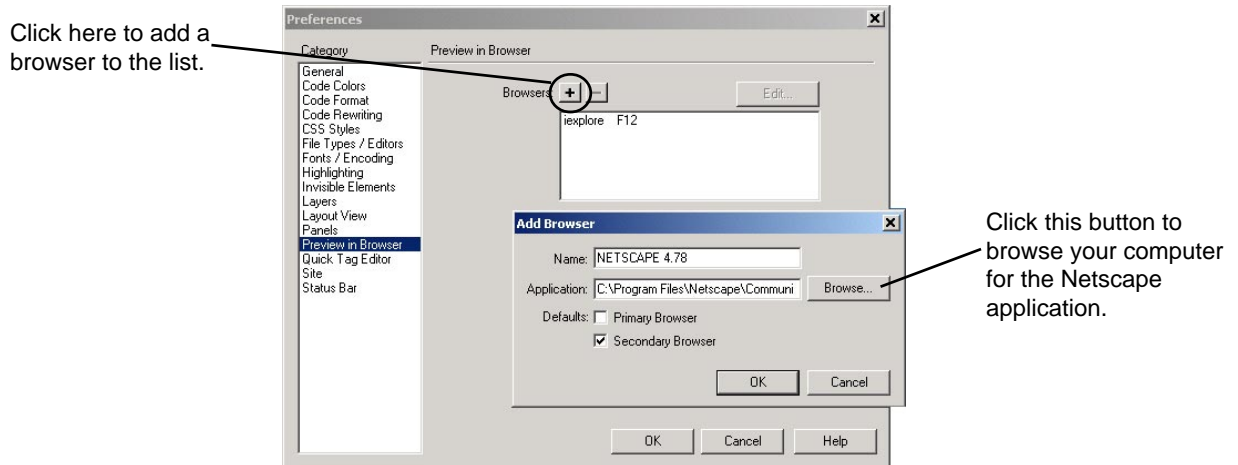 Click here to add a
browser to the list.
Preferences
Category
Preview in Browser
General
Code Colors
Code Format
Code Rewriting
CSS Styles
File Types / Editors
Fonts / Encoding
Highlighting
Invisible Elements
Layers
Layout View
Panels
Preview in Browser
Quick Tag Editor
Site
Status Bar
Browsers: + − Edit...
iexplore F12
Add Browser
Name: NETSCAPE 4.78
Application: C:\Program Files\Netscape\Communi Browse...
Defaults: Primary Browser
Secondary Browser
OK Cancel
OK Cancel Help
Click this button to
browse your computer
for the Netscape
application.